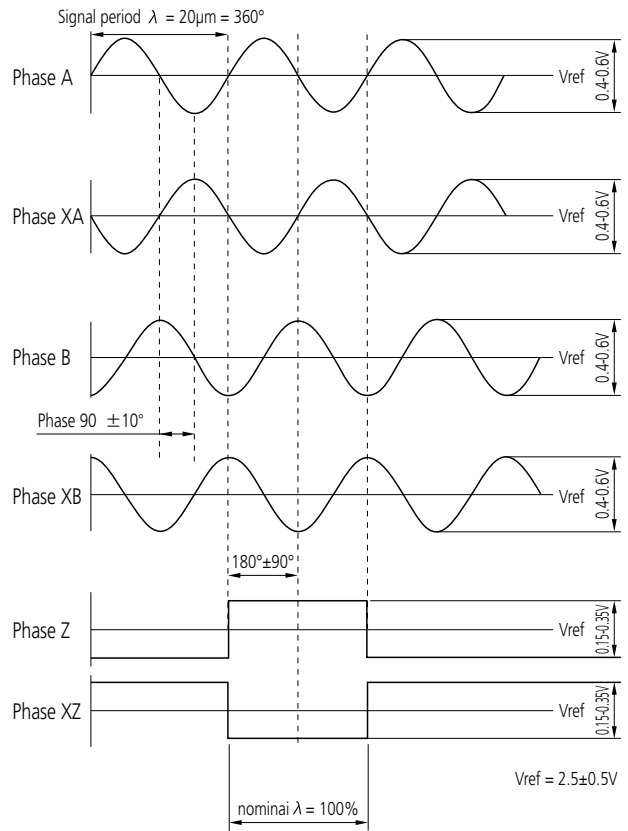 Signal period λ = 20μm = 360°
Phase A
Vref
0.4-0.6V
Phase XA
Vref
0.4-0.6V
Phase B
Vref
0.4-0.6V
Phase 90 ±10°
Phase XB
Vref
0.4-0.6V
180°±90°
Phase Z
Vref
0.15-0.35V
Phase XZ
Vref
0.15-0.35V
Vref = 2.5±0.5V
nominai λ = 100%